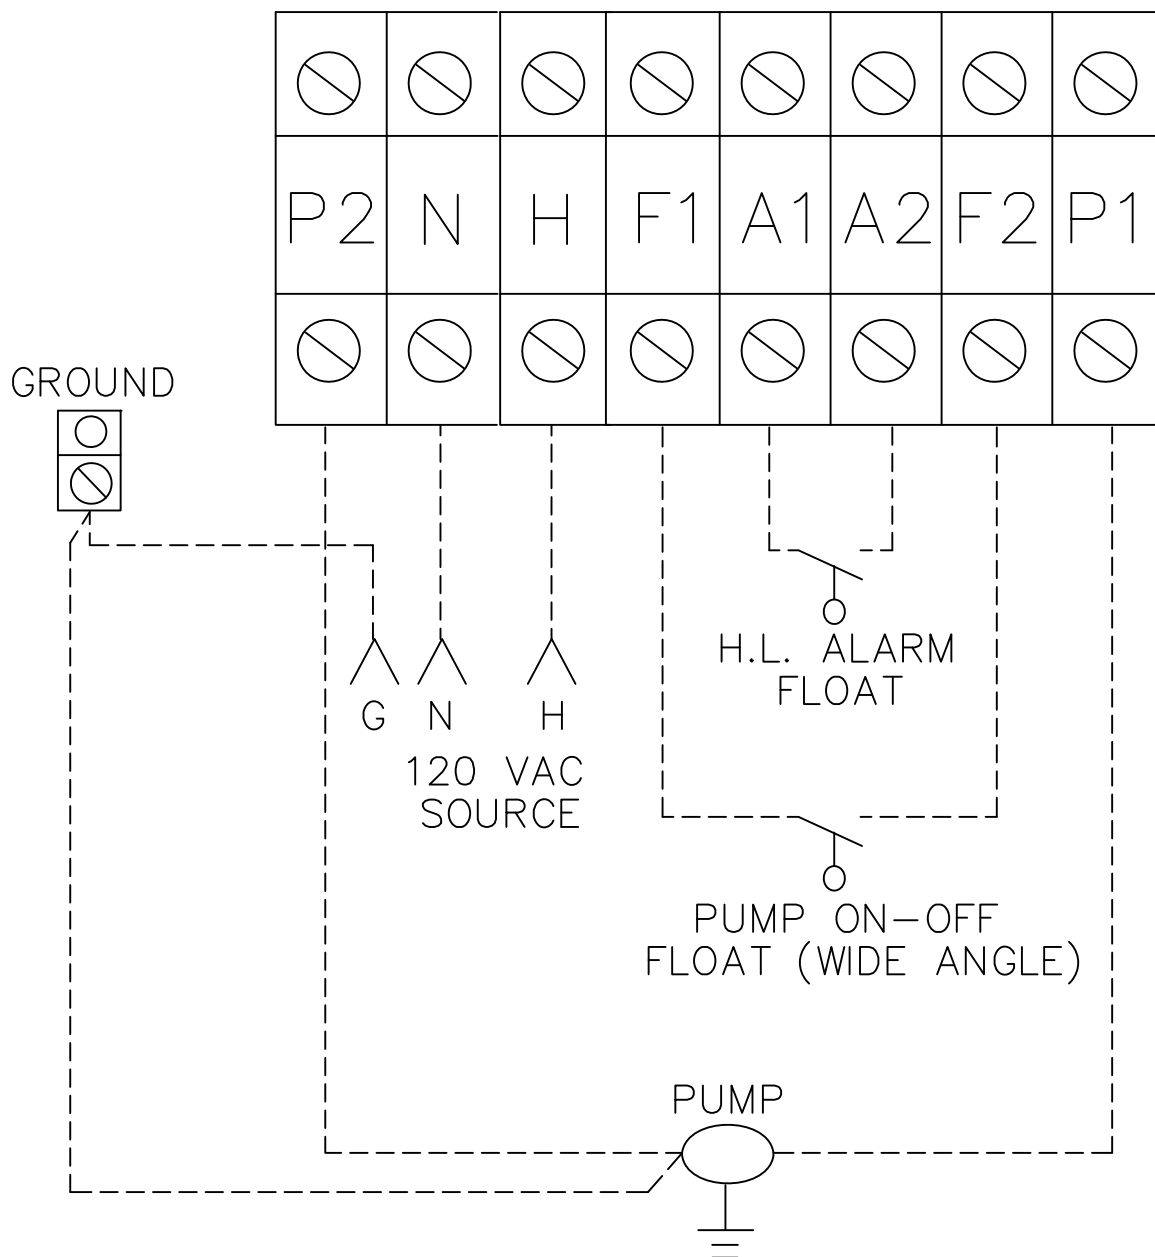 P2 N H F1 A1 A2 F2 P1
GROUND
H.L. ALARM
FLOAT
G N H
120 VAC
SOURCE
PUMP ON-OFF
FLOAT (WIDE ANGLE)
PUMP